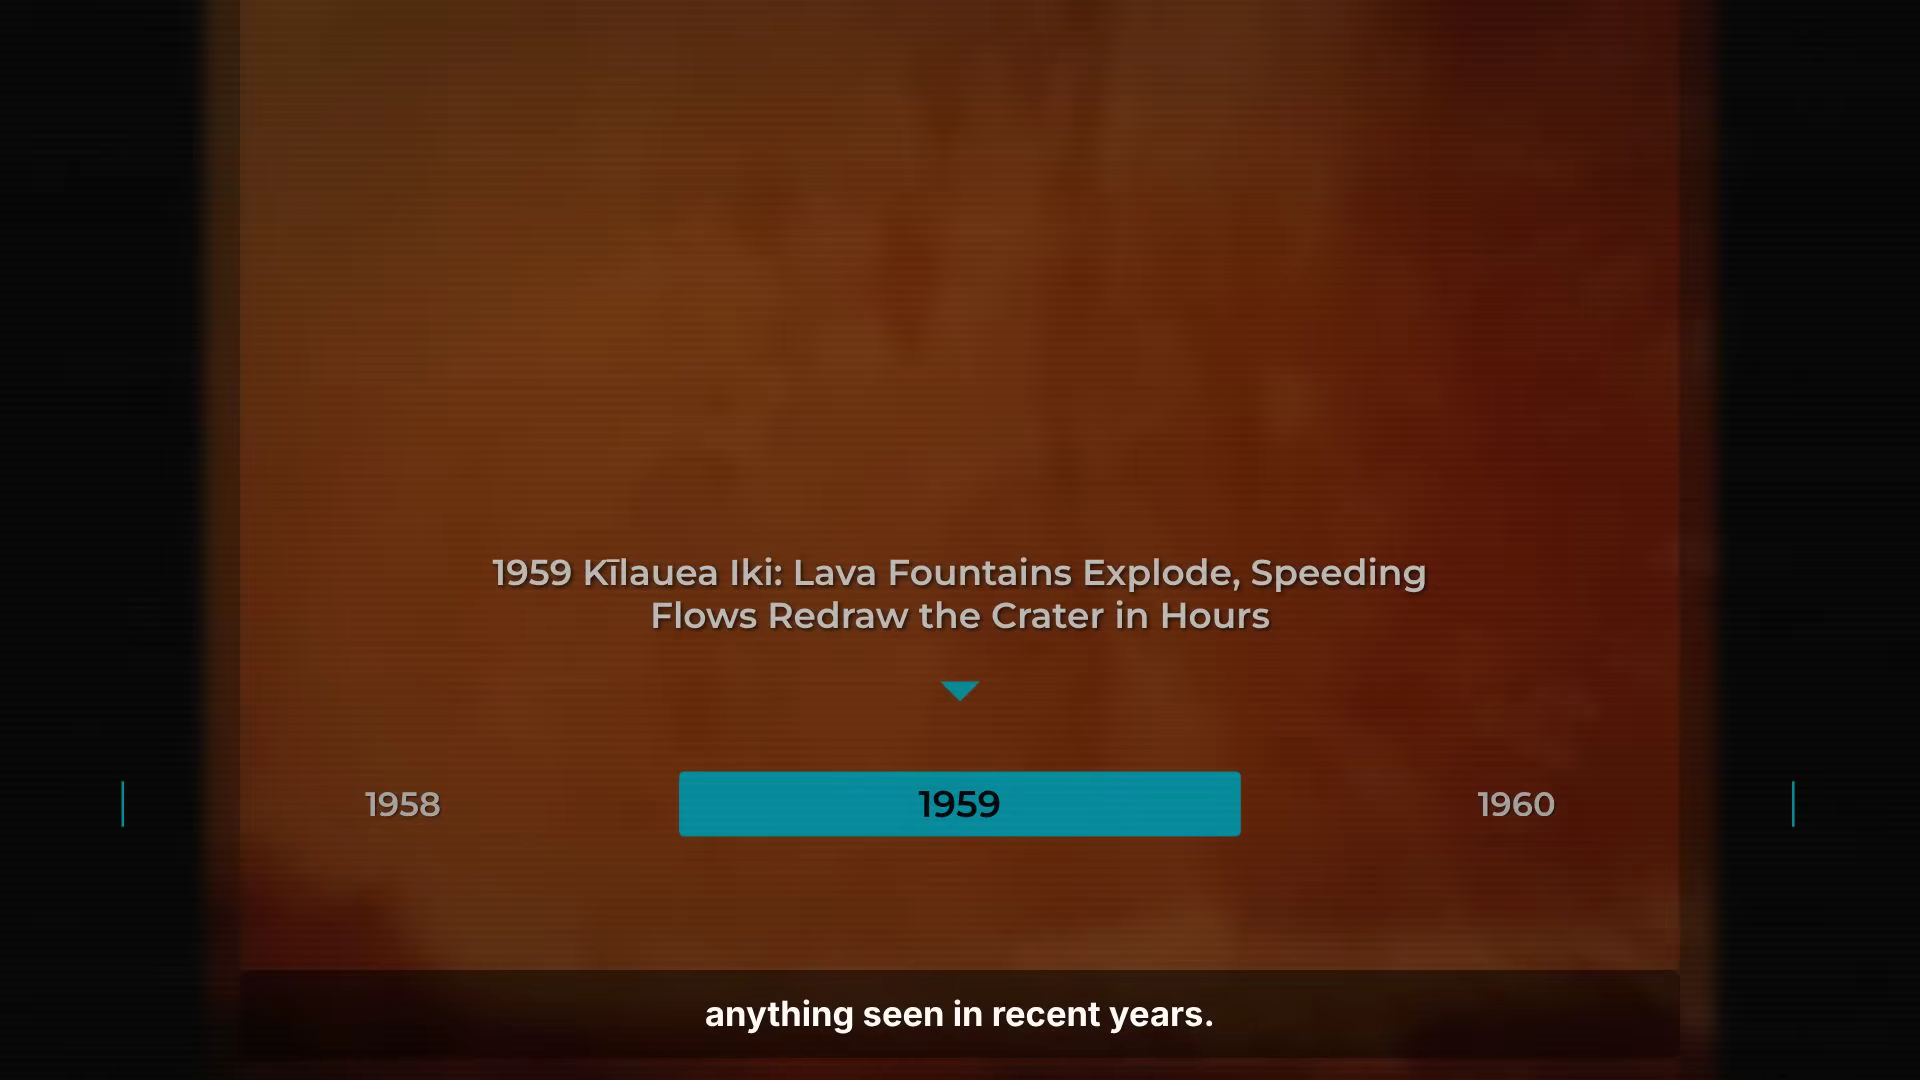 1959 Kīlauea Iki: Lava Fountains Explode, Speeding
Flows Redraw the Crater in Hours
1958
1959
1960
anything seen in recent years.